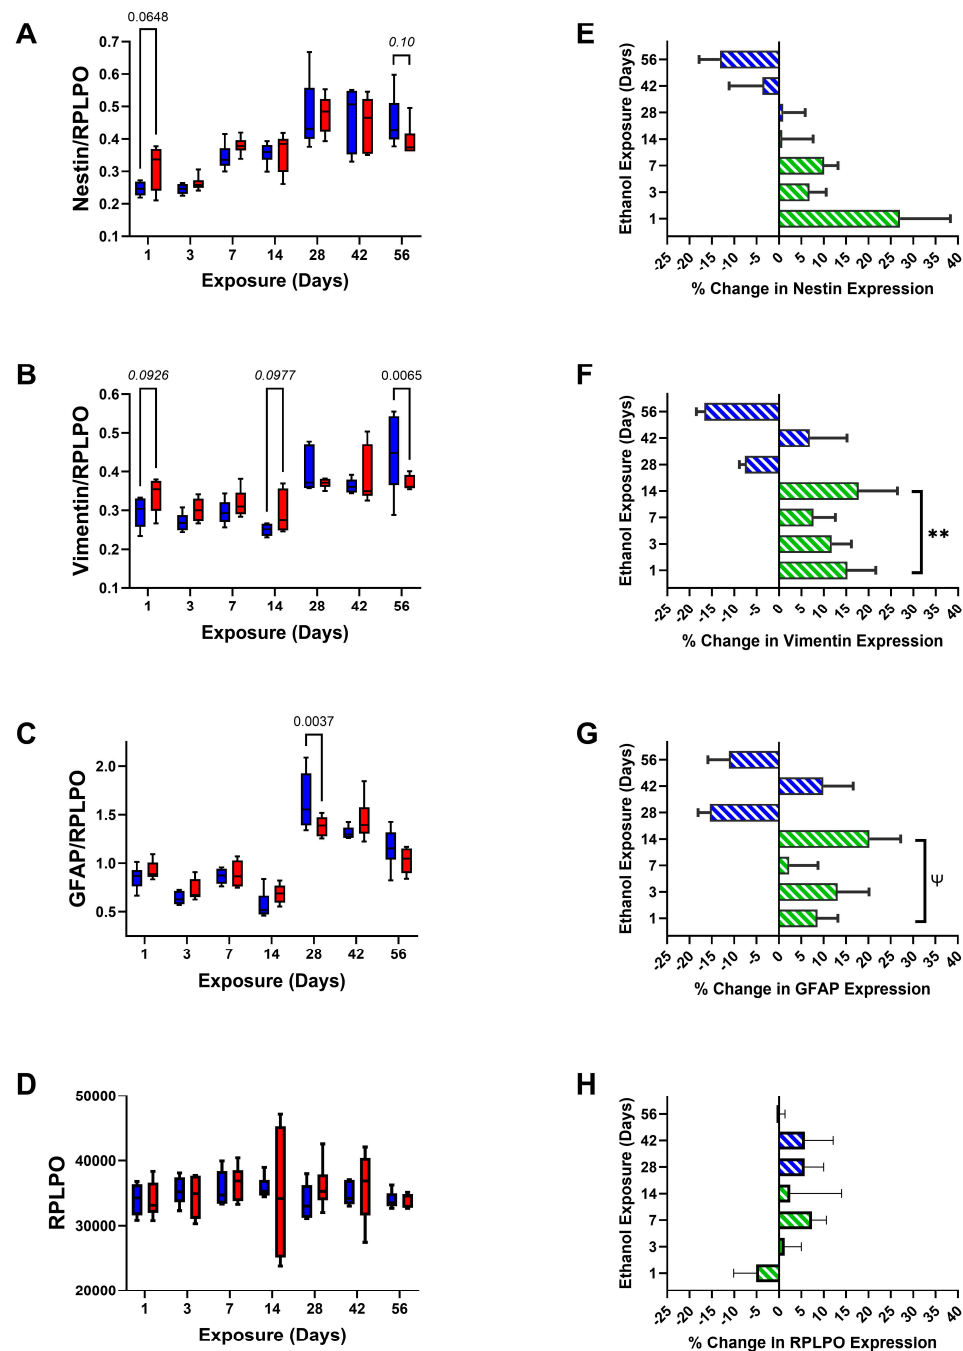 A
0.0648
0.10
Nestin/RPLPO
0.7
0.6
0.5
0.4
0.3
0.2
0.1
1 3 7 14 28 42 56
Exposure (Days)
E
Ethanol Exposure (Days)
56
42
28
14
7
3
1
-25 -20 -15 -10 -5 0 5 10 15 20 25 30 35 40
% Change in Nestin Expression
B
0.0926
0.0977
0.0065
Vimentin/RPLPO
0.6
0.5
0.4
0.3
0.2
0.1
1 3 7 14 28 42 56
Exposure (Days)
F
Ethanol Exposure (Days)
56
42
28
14
7
3
1
**
-25 -20 -15 -10 -5 0 5 10 15 20 25 30 35 40
% Change in Vimentin Expression
C
0.0037
GFAP/RPLPO
2.0
1.5
1.0
0.5
1 3 7 14 28 42 56
Exposure (Days)
G
Ethanol Exposure (Days)
56
42
28
14
7
3
1
Ψ
-25 -20 -15 -10 -5 0 5 10 15 20 25 30 35 40
% Change in GFAP Expression
D
RPLPO
50000
40000
30000
20000
1 3 7 14 28 42 56
Exposure (Days)
H
Ethanol Exposure (Days)
56
42
28
14
7
3
1
-25 -20 -15 -10 -5 0 5 10 15 20 25 30 35 40
% Change in RPLPO Expression